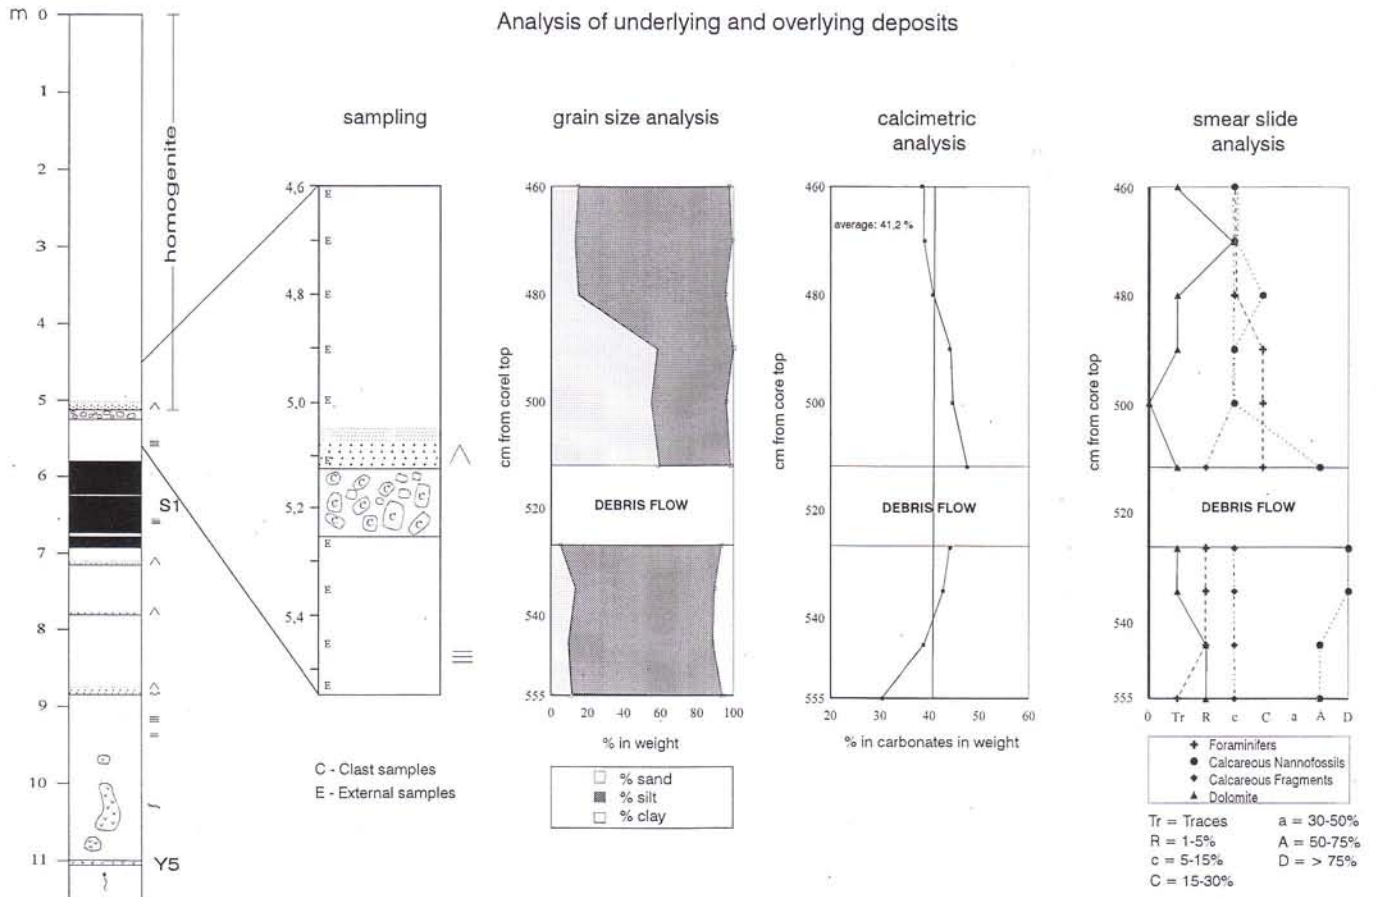 Analysis of underlying and overlying deposits
m 0
1
2
3
4
5
6
7
8
9
10
11
homogenite
S1
Y5
sampling
4,6
4,8
5,0
5,2
5,4
E
E
E
E
E
E
C
C
C
C
C
C
C
C
E
E
E
E
C - Clast samples
E - External samples
grain size analysis
cm from corel top
460
480
500
520
540
555
DEBRIS FLOW
0 20 40 60 80 100
% in weight
% sand
% silt
% clay
calcimetric
analysis
cm from core top
460
480
500
520
540
555
average: 41,2 %
DEBRIS FLOW
20 30 40 50 60
% in carbonates in weight
smear slide
analysis
cm from core top
460
480
500
520
540
555
DEBRIS FLOW
0 Tr R c C a A D
Foraminifers
Calcareous Nannofossils
Calcareous Fragments
Dolomite
Tr = Traces
R = 1-5%
c = 5-15%
C = 15-30%
a = 30-50%
A = 50-75%
D = > 75%